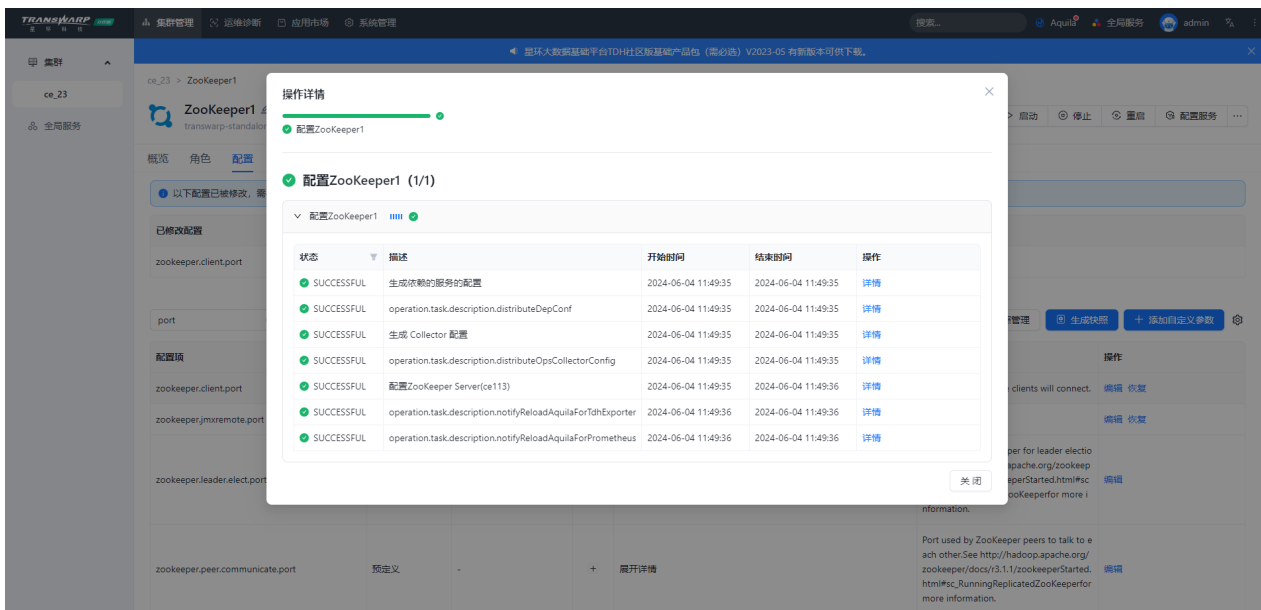 TRANSWARP
星环科技
集群管理
运维诊断
应用市场
系统管理
搜索...
Aquila
全局服务
admin
集群
ce_23
全局服务
星环大数据基础平台TDH社区版基础产品包（需必选）V2023-05 有新版本可供下载。
ce_23 > ZooKeeper1
ZooKeeper1
transwarp-standalor
启动
停止
重启
配置服务
概览
角色
配置
以下配置已被修改，需
已修改配置
zookeeper.client.port
port
管理
生成快照
+ 添加自定义参数
配置项
操作
zookeeper.client.port
clients will connect.
编辑 恢复
zookeeper.jmxremote.port
编辑 恢复
zookeeper.leader.elect.port
per for leader electio
apache.org/zookeep
eperStarted.html#sc
ooKeeperfor more i
nformation.
编辑
zookeeper.peer.communicate.port
预定义
-
+
展开详情
Port used by ZooKeeper peers to talk to e
ach other.See http://hadoop.apache.org/
zookeeper/docs/r3.1.1/zookeeperStarted.
html#sc_RunningReplicatedZooKeeperfor
more information.
编辑
操作详情
配置ZooKeeper1
配置ZooKeeper1 (1/1)
配置ZooKeeper1
状态 描述 开始时间 结束时间 操作
SUCCESSFUL 生成依赖的服务的配置 2024-06-04 11:49:35 2024-06-04 11:49:35 详情
SUCCESSFUL operation.task.description.distributeDepConf 2024-06-04 11:49:35 2024-06-04 11:49:35 详情
SUCCESSFUL 生成 Collector 配置 2024-06-04 11:49:35 2024-06-04 11:49:35 详情
SUCCESSFUL operation.task.description.distributeOpsCollectorConfig 2024-06-04 11:49:35 2024-06-04 11:49:35 详情
SUCCESSFUL 配置ZooKeeper Server(ce113) 2024-06-04 11:49:35 2024-06-04 11:49:36 详情
SUCCESSFUL operation.task.description.notifyReloadAquilaForTdhExporter 2024-06-04 11:49:36 2024-06-04 11:49:36 详情
SUCCESSFUL operation.task.description.notifyReloadAquilaForPrometheus 2024-06-04 11:49:36 2024-06-04 11:49:36 详情
关 闭